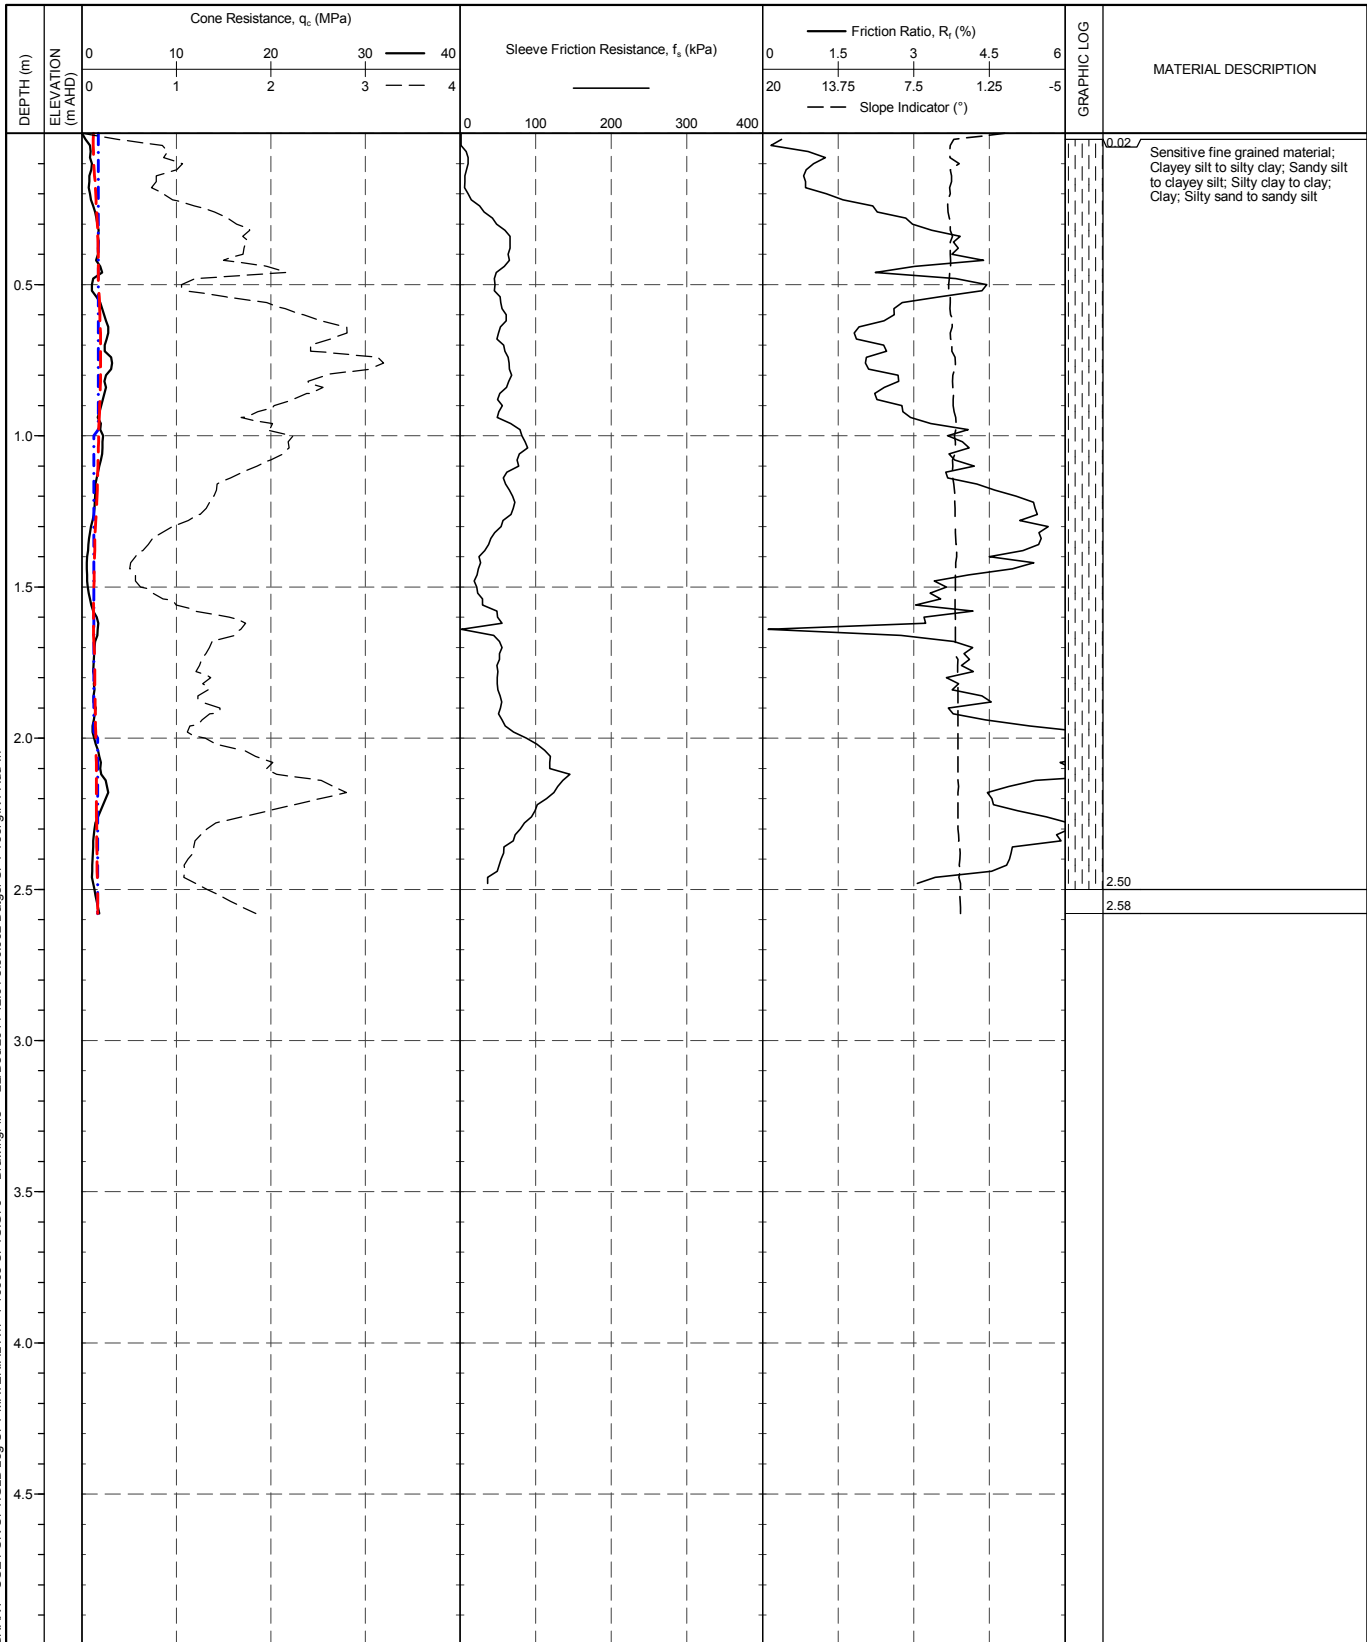 Cone Resistance, qc (MPa)
0 10 20 30 40
0 1 2 3 4
DEPTH (m)
ELEVATION
(m AHD)
Sleeve Friction Resistance, fs (kPa)
0 100 200 300 400
Friction Ratio, Rf (%)
0 1.5 3 4.5 6
20 13.75 7.5 1.25 -5
Slope Indicator (°)
GRAPHIC LOG
MATERIAL DESCRIPTION
0.02
Sensitive fine grained material;
Clayey silt to silty clay; Sandy silt
to clayey silt; Silty clay to clay;
Clay; Silty sand to sandy silt
0.5
1.0
1.5
2.0
2.5
2.50
2.58
3.0
3.5
4.0
4.5